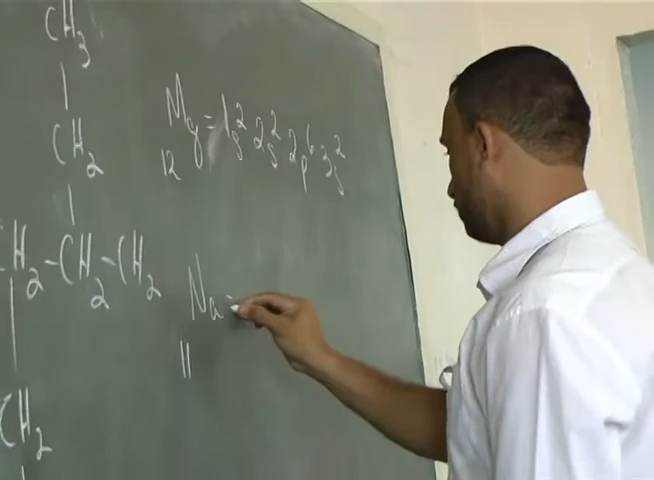 CH3
CH2
H2-CH2-CH2
CH2
Mg=1s² 2s² 2p⁶ 3s²
12
Na=
11